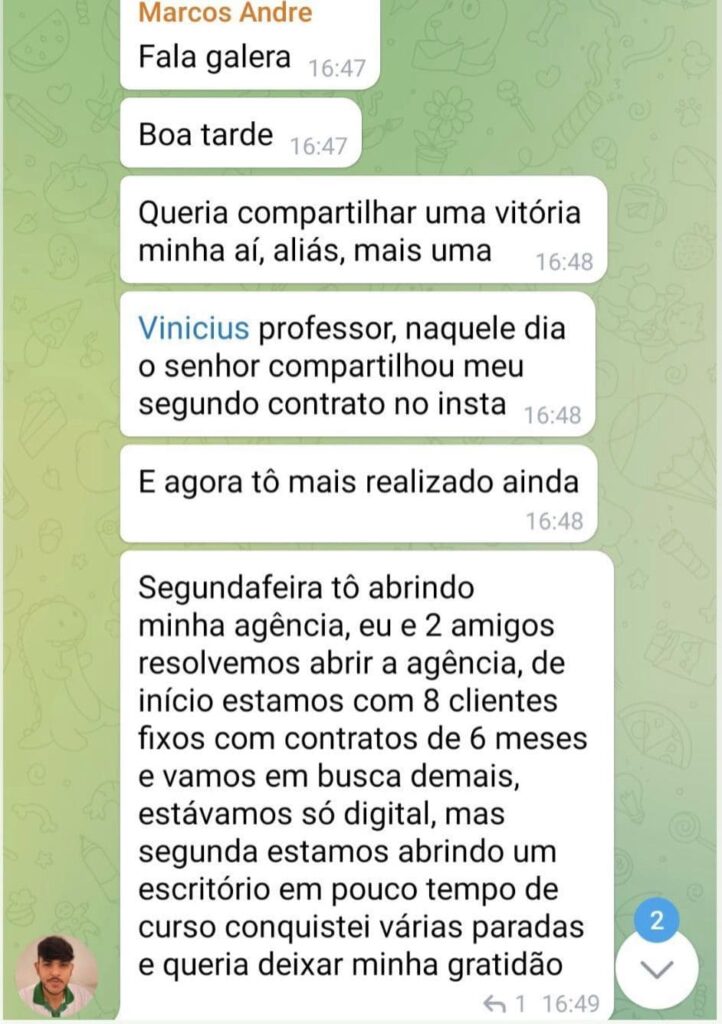 Marcos Andre
Fala galera 16:47
Boa tarde 16:47
Queria compartilhar uma vitória
minha aí, aliás, mais uma 16:48
Vinicius professor, naquele dia
o senhor compartilhou meu
segundo contrato no insta 16:48
E agora tô mais realizado ainda
16:48
Segundafeira tô abrindo
minha agência, eu e 2 amigos
resolvemos abrir a agência, de
início estamos com 8 clientes
fixos com contratos de 6 meses
e vamos em busca demais,
estávamos só digital, mas
segunda estamos abrindo um
escritório em pouco tempo de
curso conquistei várias paradas
e queria deixar minha gratidão
1 16:49
2